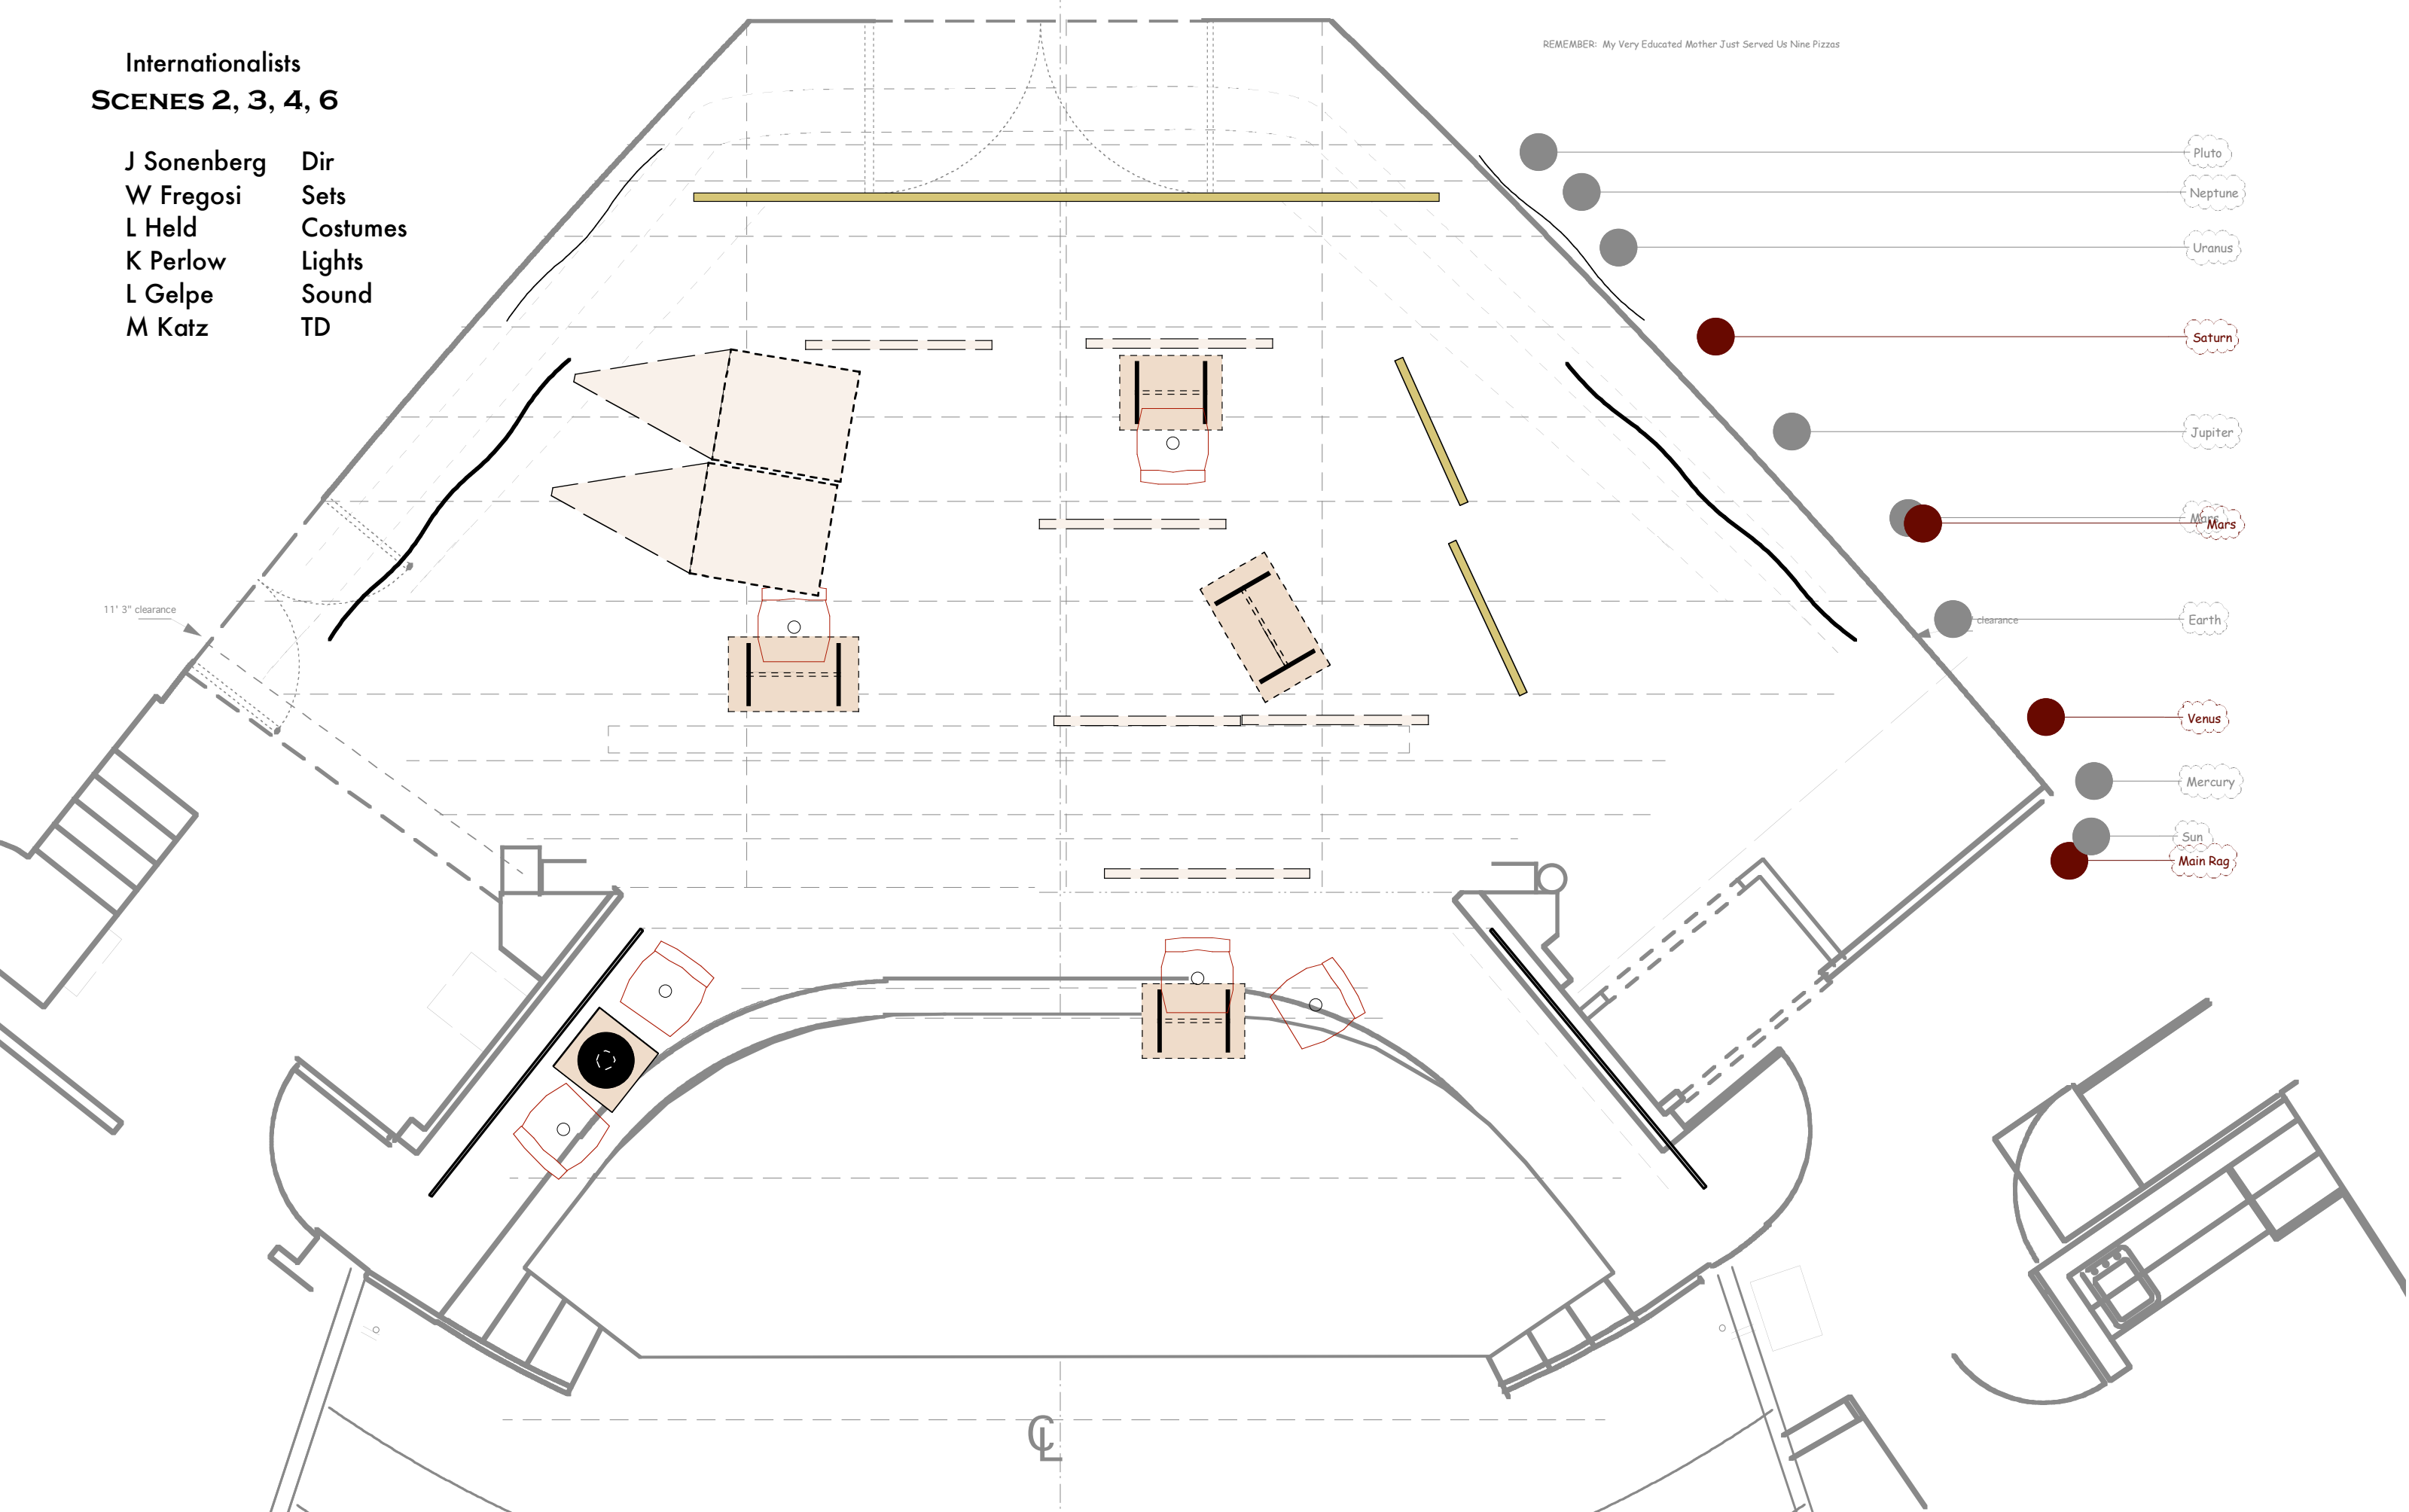 Internationalists
SCENES 2, 3, 4, 6
J Sonenberg Dir
W Fregosi Sets
L Held Costumes
K Perlow Lights
L Gelpe Sound
M Katz TD
REMEMBER: My Very Educated Mother Just Served Us Nine Pizzas
Pluto
Neptune
Uranus
Saturn
Jupiter
Mars
Mars
11' 3" clearance
clearance
Earth
Venus
Mercury
Sun
Main Rag
CL